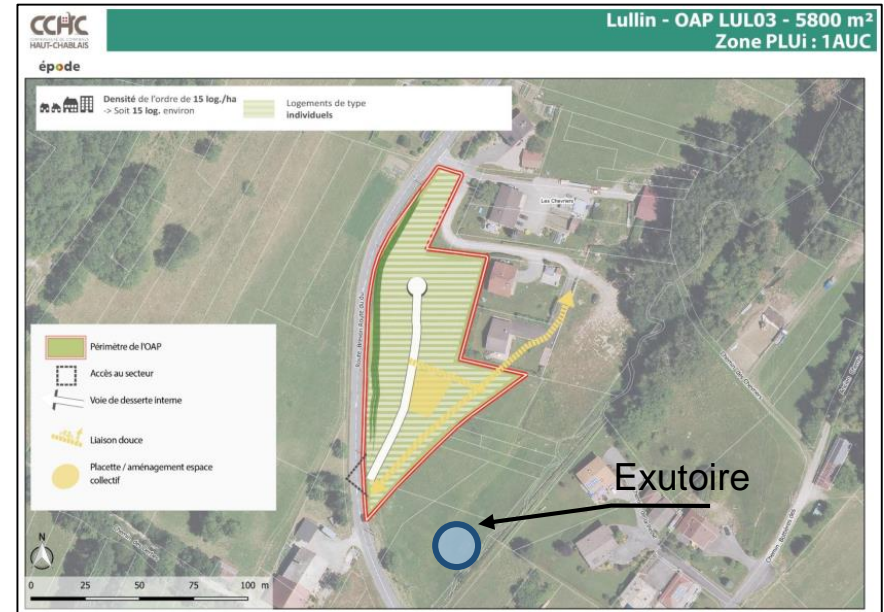 CCHC
HAUT-CHABLAIS
épode
Lullin - OAP LUL03 - 5800 m²
Zone PLUi : 1AUC
Densité de l'ordre de 15 log./ha
-> Soit 15 log. environ
Logements de type
individuels
Les Chevriers
Périmètre de l'OAP
Accès au secteur
Voie de desserte interne
Liaison douce
Placette / aménagement espace
collectif
Exutoire
N
0 25 50 75 100 m